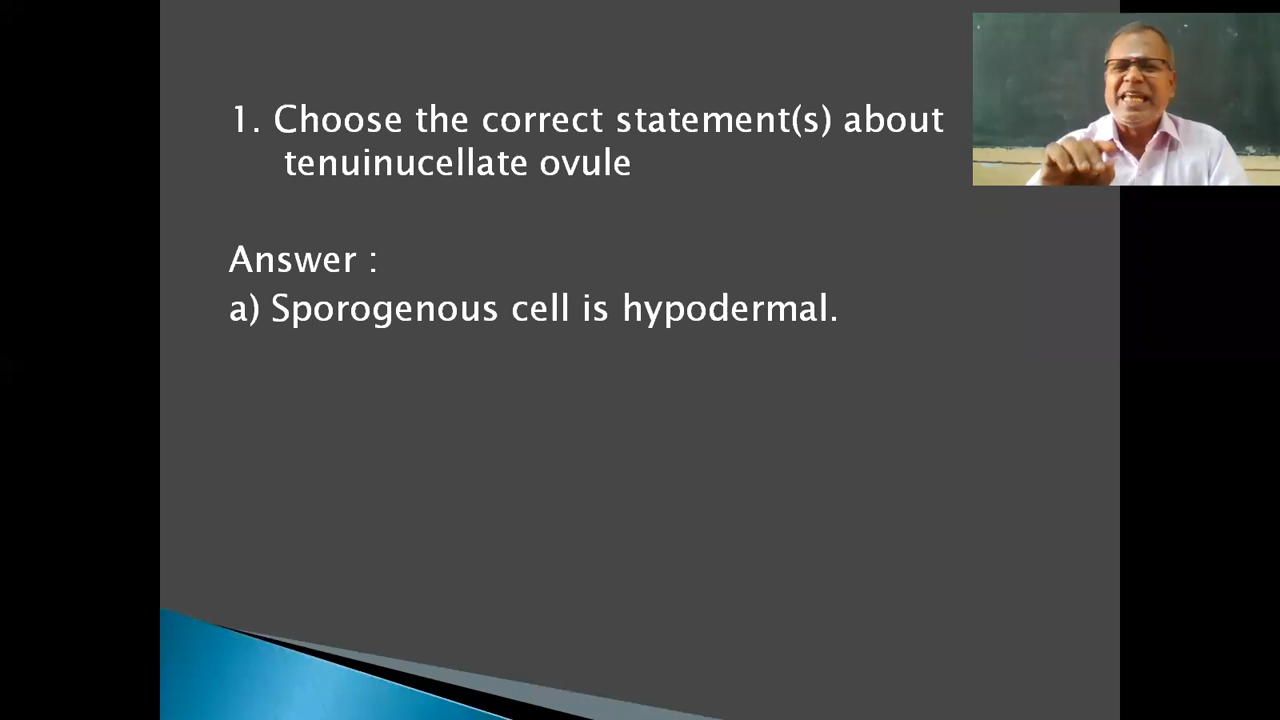 1. Choose the correct statement(s) about
tenuinucellate ovule
Answer :
a) Sporogenous cell is hypodermal.